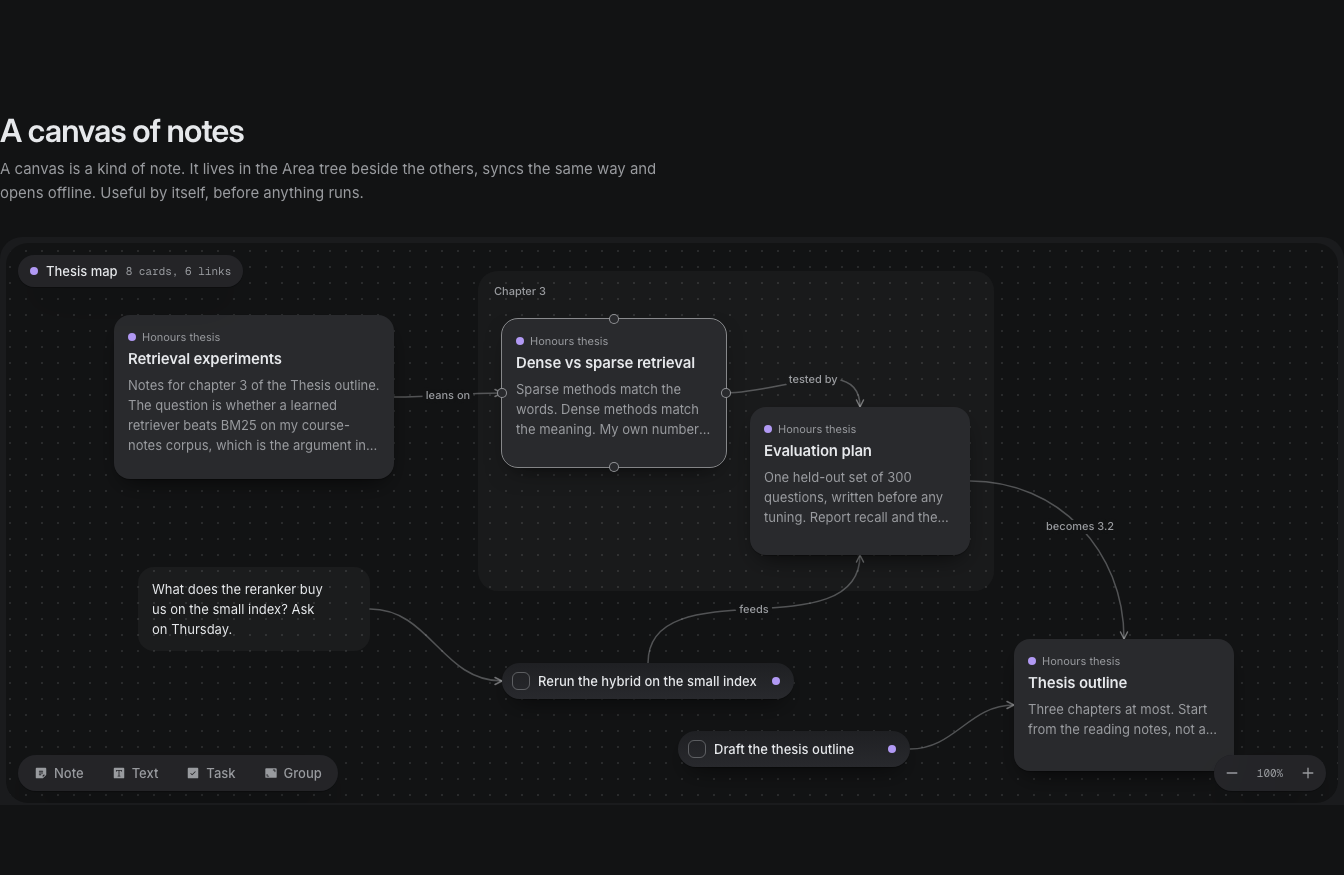 A canvas of notes
A canvas is a kind of note. It lives in the Area tree beside the others, syncs the same way and
opens offline. Useful by itself, before anything runs.
Thesis map 8 cards, 6 links
Chapter 3
Honours thesis
Retrieval experiments
Notes for chapter 3 of the Thesis outline.
The question is whether a learned
retriever beats BM25 on my course-
notes corpus, which is the argument in...
leans on
Honours thesis
Dense vs sparse retrieval
Sparse methods match the
words. Dense methods match
the meaning. My own number...
tested by
Honours thesis
Evaluation plan
One held-out set of 300
questions, written before any
tuning. Report recall and the...
becomes 3.2
What does the reranker buy
us on the small index? Ask
on Thursday.
feeds
Rerun the hybrid on the small index
Honours thesis
Thesis outline
Three chapters at most. Start
from the reading notes, not a...
Draft the thesis outline
Note Text Task Group
100%